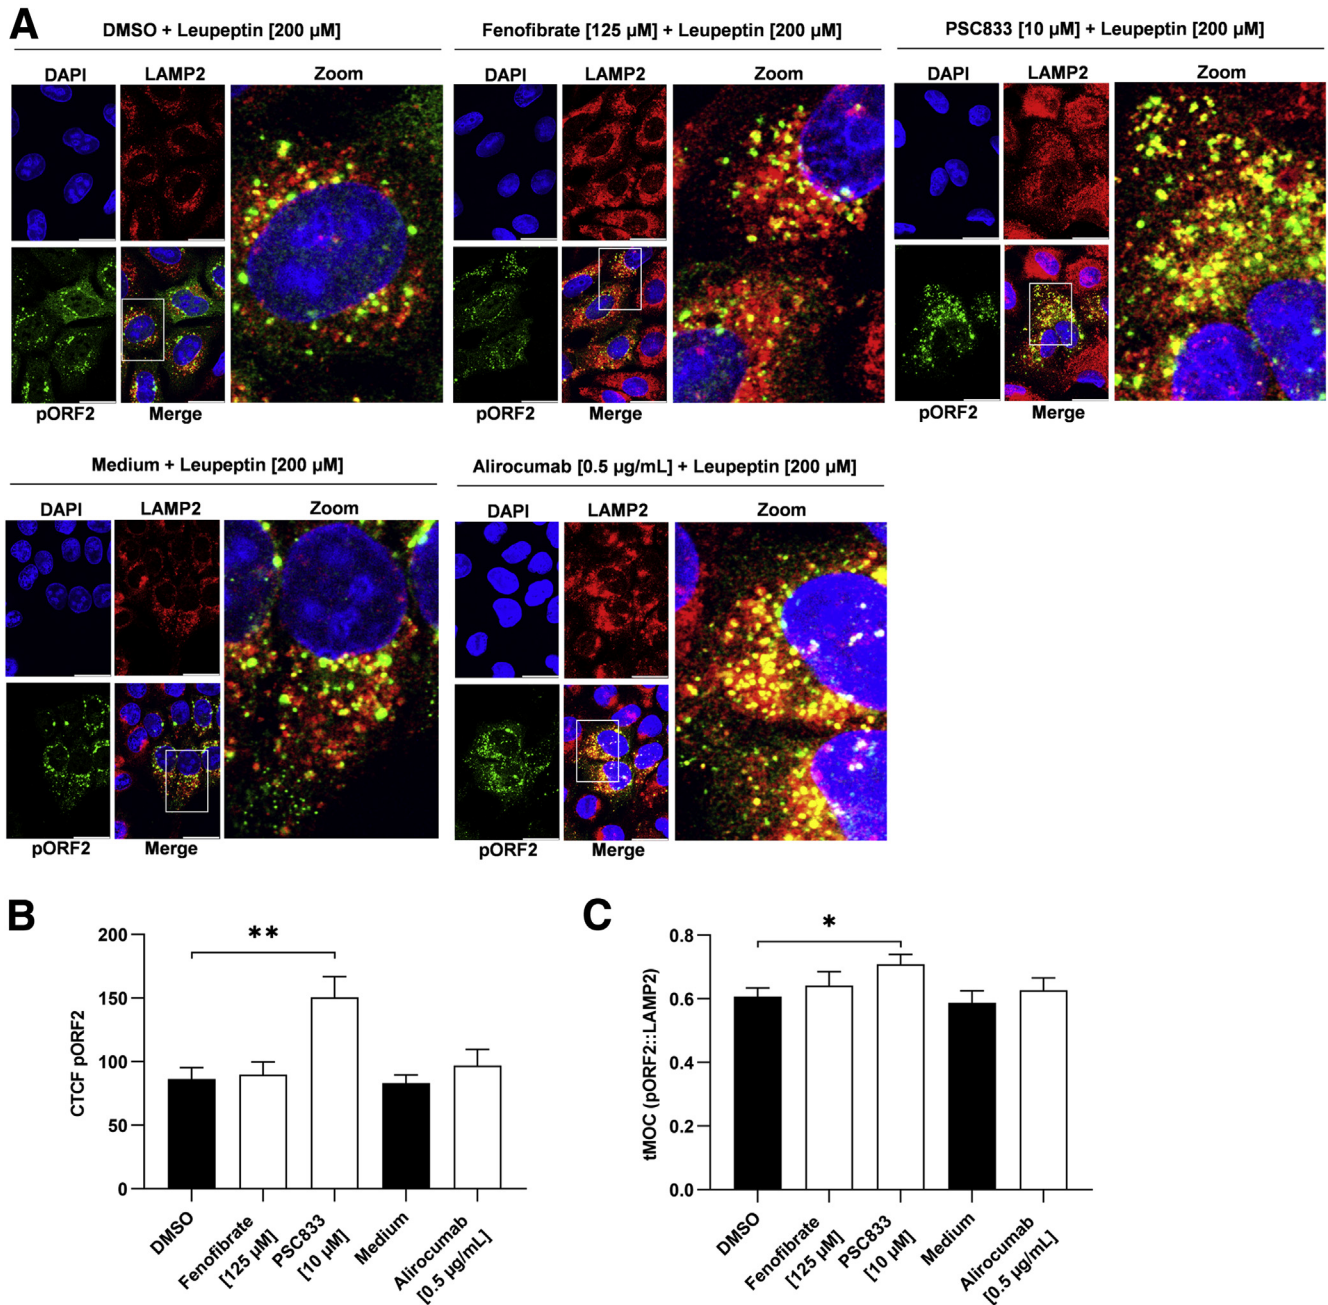 A
DMSO + Leupeptin [200 µM]
Fenofibrate [125 µM] + Leupeptin [200 µM]
PSC833 [10 µM] + Leupeptin [200 µM]
DAPI LAMP2 Zoom
DAPI LAMP2 Zoom
DAPI LAMP2 Zoom
pORF2 Merge
pORF2 Merge
pORF2 Merge
Medium + Leupeptin [200 µM]
Alirocumab [0.5 µg/mL] + Leupeptin [200 µM]
DAPI LAMP2 Zoom
DAPI LAMP2 Zoom
pORF2 Merge
pORF2 Merge
B
CTCF pORF2
200
150
100
50
0
**
DMSO
Fenofibrate
[125 µM]
PSC833
[10 µM]
Medium
Alirocumab
[0.5 µg/mL]
C
tMOC (pORF2::LAMP2)
0.8
0.6
0.4
0.2
0.0
*
DMSO
Fenofibrate
[125 µM]
PSC833
[10 µM]
Medium
Alirocumab
[0.5 µg/mL]